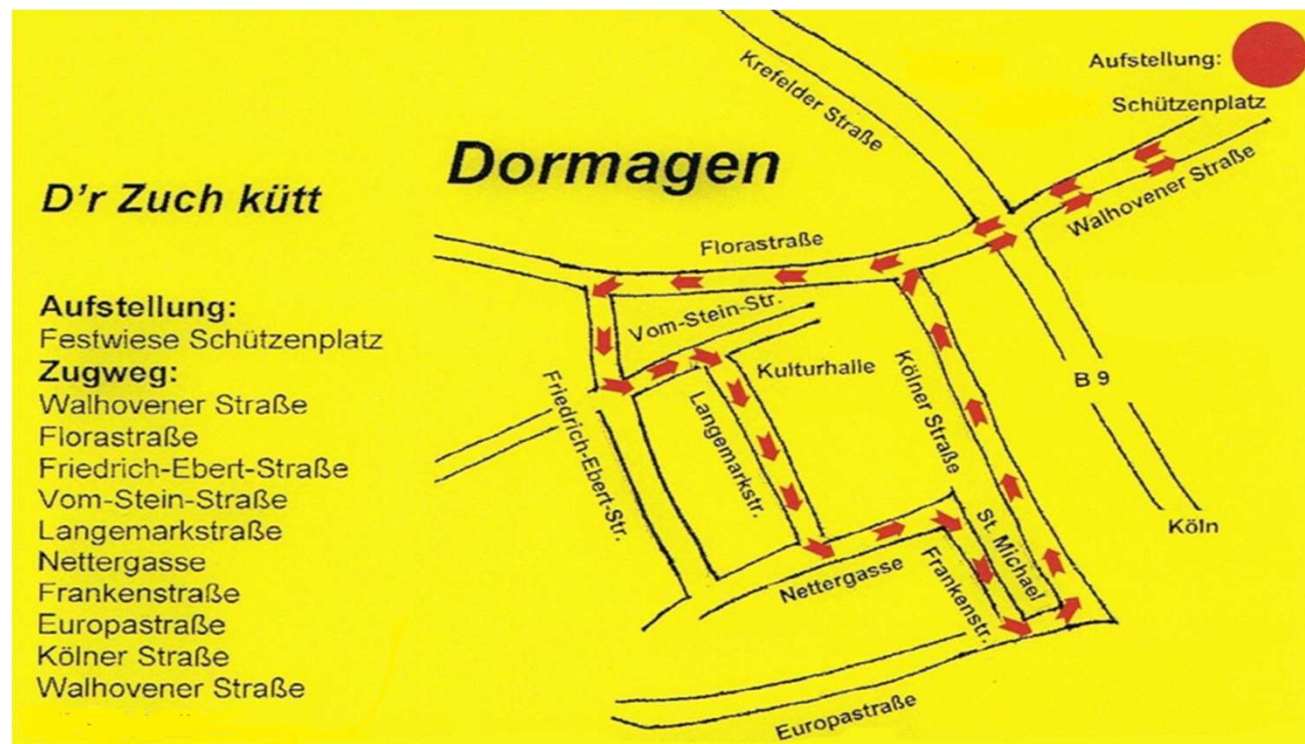 Dormagen
D'r Zuch kütt
Aufstellung:
Festwiese Schützenplatz
Zugweg:
Walhovener Straße
Florastraße
Friedrich-Ebert-Straße
Vom-Stein-Straße
Langemarkstraße
Nettergasse
Frankenstraße
Europastraße
Kölner Straße
Walhovener Straße
Krefelder Straße
Aufstellung:
Schützenplatz
Walhovener Straße
Florastraße
Vom-Stein-Str.
Kulturhalle
Friedrich-Ebert-Str.
Langemarkstr.
Kölner Straße
B 9
Köln
St. Michael
Nettergasse
Frankenstr.
Europastraße